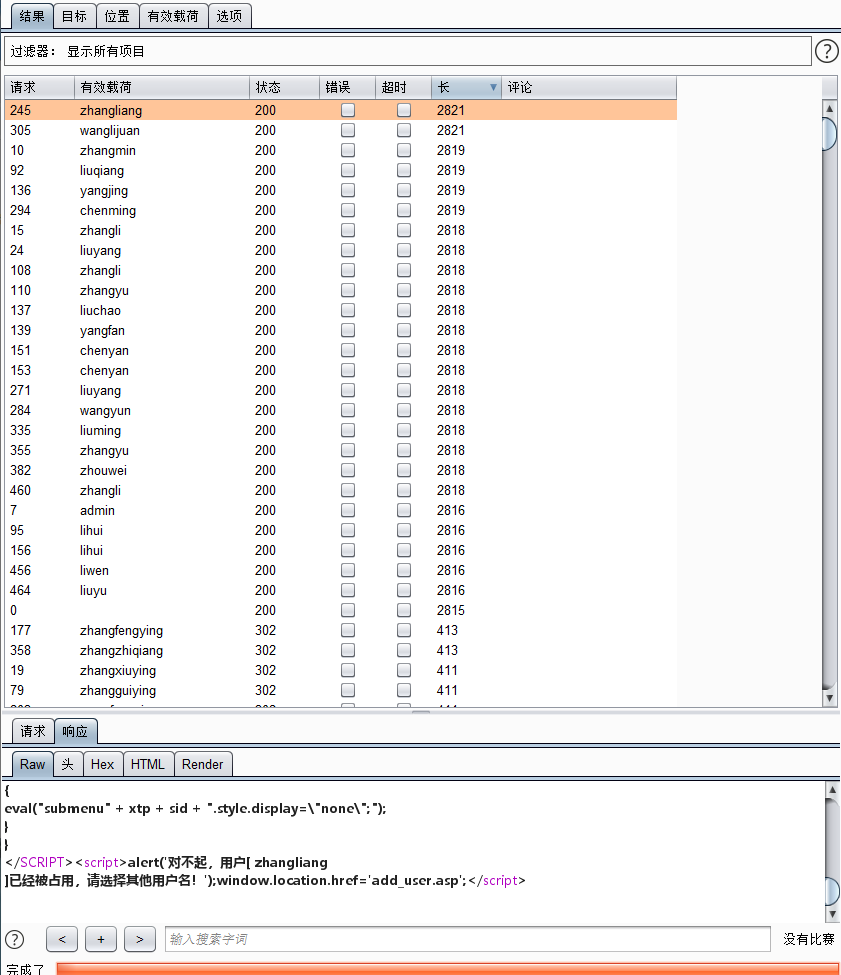 结果 目标 位置 有效载荷 选项
过滤器： 显示所有项目 ?
请求 有效载荷 状态 错误 超时 长 评论
245 zhangliang 200 2821
305 wanglijuan 200 2821
10 zhangmin 200 2819
92 liuqiang 200 2819
136 yangjing 200 2819
294 chenming 200 2819
15 zhangli 200 2818
24 liuyang 200 2818
108 zhangli 200 2818
110 zhangyu 200 2818
137 liuchao 200 2818
139 yangfan 200 2818
151 chenyan 200 2818
153 chenyan 200 2818
271 liuyang 200 2818
284 wangyun 200 2818
335 liuming 200 2818
355 zhangyu 200 2818
382 zhouwei 200 2818
460 zhangli 200 2818
7 admin 200 2816
95 lihui 200 2816
156 lihui 200 2816
456 liwen 200 2816
464 liuyu 200 2816
0 200 2815
177 zhangfengying 302 413
358 zhangzhiqiang 302 413
19 zhangxiuying 302 411
79 zhangguiying 302 411
请求 响应
Raw 头 Hex HTML Render
{
eval("submenu" + xtp + sid + ".style.display=\"none\";");
}
}
</SCRIPT><script>alert('对不起，用户[ zhangliang
]已经被占用，请选择其他用户名！');window.location.href='add_user.asp';</script>
? < + > 输入搜索字词 没有比赛
完成了